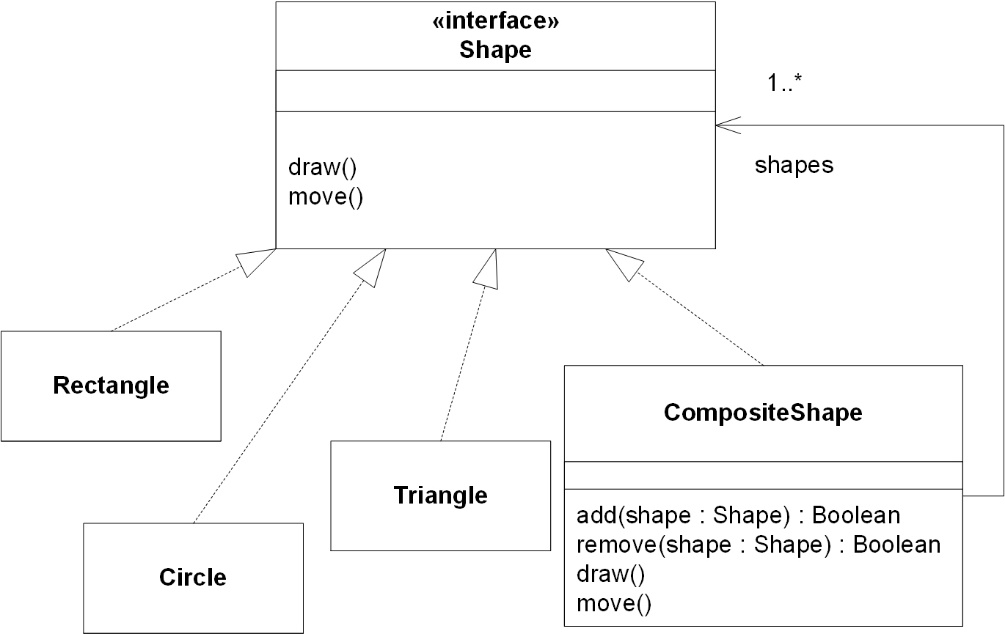 «interface»
Shape
1..*
draw()
move()
shapes
Rectangle
CompositeShape
Triangle
add(shape : Shape) : Boolean
remove(shape : Shape) : Boolean
draw()
move()
Circle